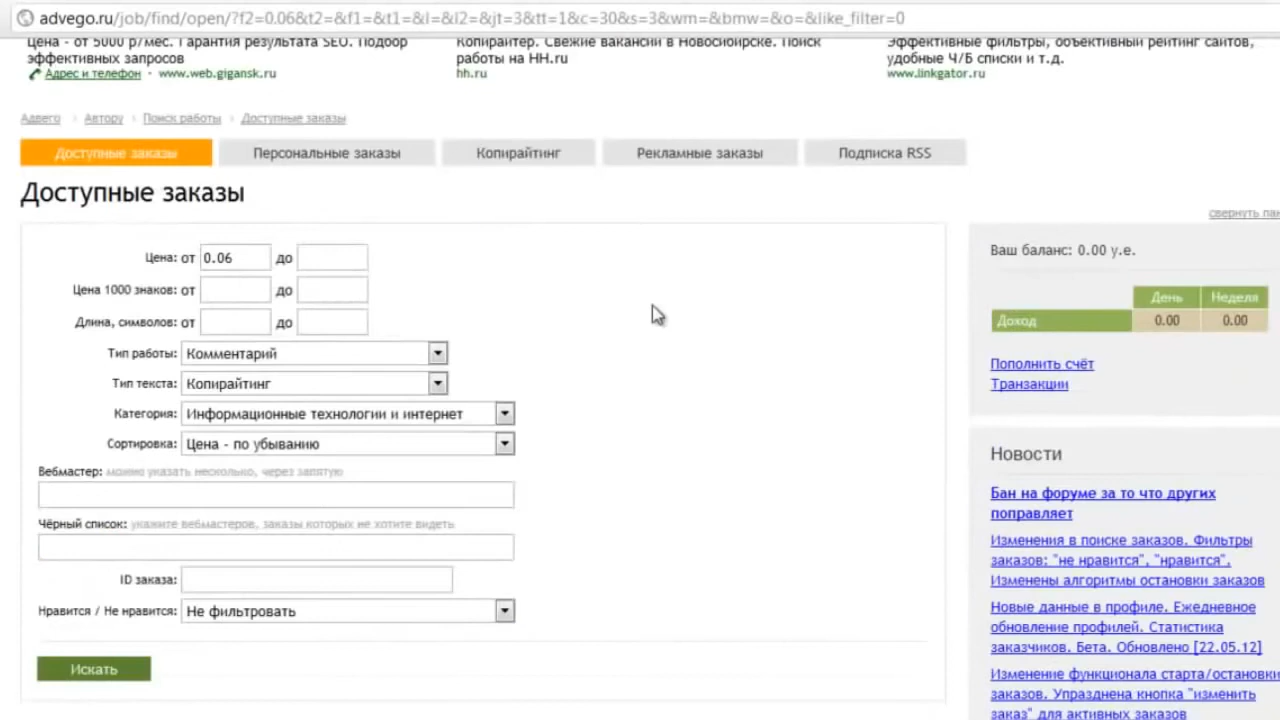 advego.ru/job/find/open/?f2=0.06&t2=&f1=&t1=&l=&l2=&jt=3&tt=1&c=30&s=3&wm=&bmw=&o=&like_filter=0
Цена - от 5000 р/мес. Гарантия результата SEO. Подбор
эффективных запросов
Адрес и телефон · www.web.gigansk.ru
Копирайтер. Свежие вакансии в Новосибирске. Поиск
работы на HH.ru
hh.ru
Эффективные фильтры, объективный рейтинг сайтов,
удобные Ч/Б списки и т.д.
www.linkgator.ru
Адвего › Автору › Поиск работы › Доступные заказы
Доступные заказы
Персональные заказы
Копирайтинг
Рекламные заказы
Подписка RSS
Доступные заказы
свернуть
Цена: от 0.06 до
Цена 1000 знаков: от до
Длина, символов: от до
Тип работы: Комментарий
Тип текста: Копирайтинг
Категория: Информационные технологии и интернет
Сортировка: Цена - по убыванию
Вебмастер: можно указать несколько, через запятую
Чёрный список: укажите вебмастеров, заказы которых не хотите видеть
ID заказа:
Нравится / Не нравится: Не фильтровать
Искать
Ваш баланс: 0.00 у.е.
День Неделя
Доход 0.00 0.00
Пополнить счёт
Транзакции
Новости
Бан на форуме за то что других
поправляет
Изменения в поиске заказов. Фильтры
заказов: "не нравится", "нравится".
Изменены алгоритмы остановки заказов
Новые данные в профиле. Ежедневное
обновление профилей. Статистика
заказчиков. Бета. Обновлено [22.05.12]
Изменение функционала старта/остановки
заказов. Упразднена кнопка "изменить
заказ" для активных заказов